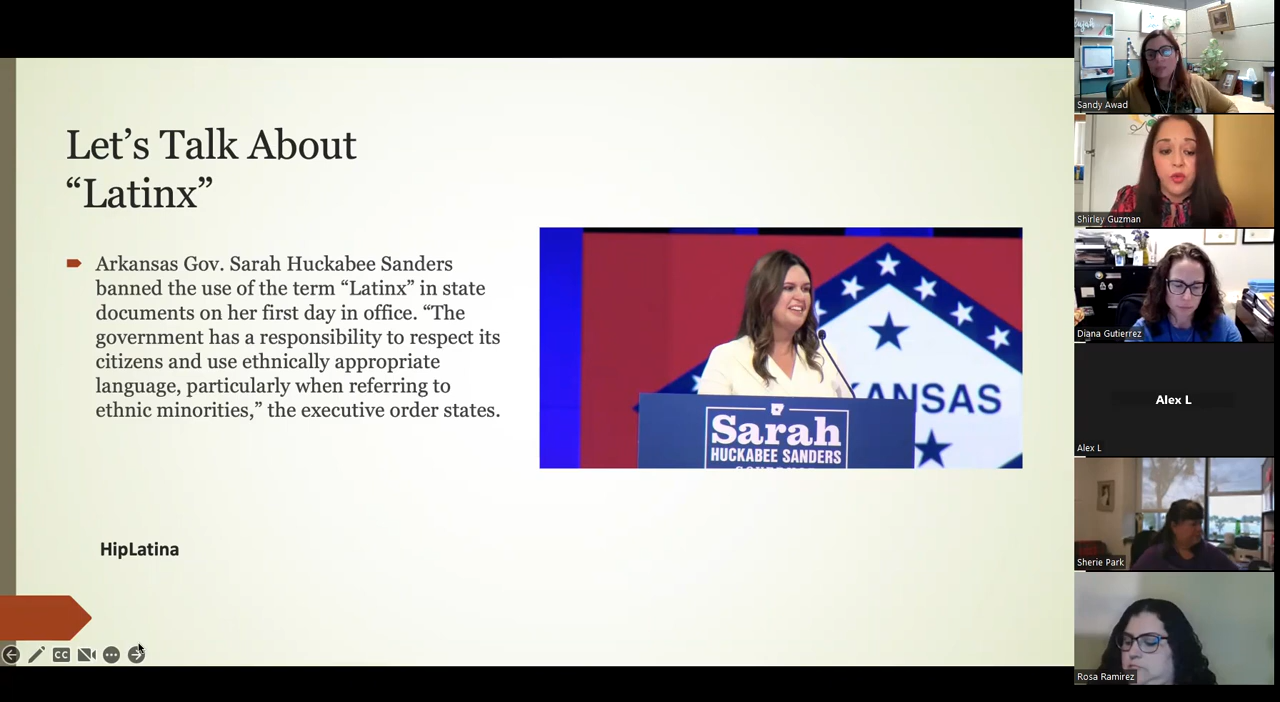 Let’s Talk About
“Latinx”
Arkansas Gov. Sarah Huckabee Sanders
banned the use of the term “Latinx” in state
documents on her first day in office. “The
government has a responsibility to respect its
citizens and use ethnically appropriate
language, particularly when referring to
ethnic minorities,” the executive order states.
HipLatina
KANSAS
Sarah
HUCKABEE SANDERS
CC
Sandy Awad
Shirley Guzman
Diana Gutierrez
Alex L
Alex L
Sherie Park
Rosa Ramirez